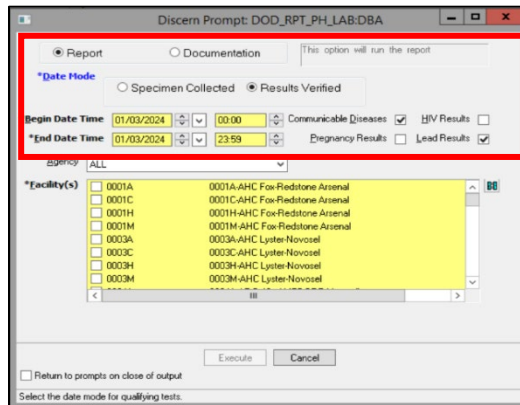 Discern Prompt: DOD_RPT_PH_LAB:DBA
Report Documentation This option will run the report
*Date Mode
Specimen Collected Results Verified
Begin Date Time 01/03/2024 00:00 Communicable Diseases HIV Results
*End Date Time 01/03/2024 23:59 Pregnancy Results Lead Results
Agency ALL
*Facility(s) 0001A 0001A-AHC Fox-Redstone Arsenal
0001C 0001C-AHC Fox-Redstone Arsenal
0001H 0001H-AHC Fox-Redstone Arsenal
0001M 0001M-AHC Fox-Redstone Arsenal
0003A 0003A-AHC Lyster-Novosel
0003C 0003C-AHC Lyster-Novosel
0003H 0003H-AHC Lyster-Novosel
0003M 0003M-AHC Lyster-Novosel
Execute Cancel
Return to prompts on close of output
Select the date mode for qualifying tests.